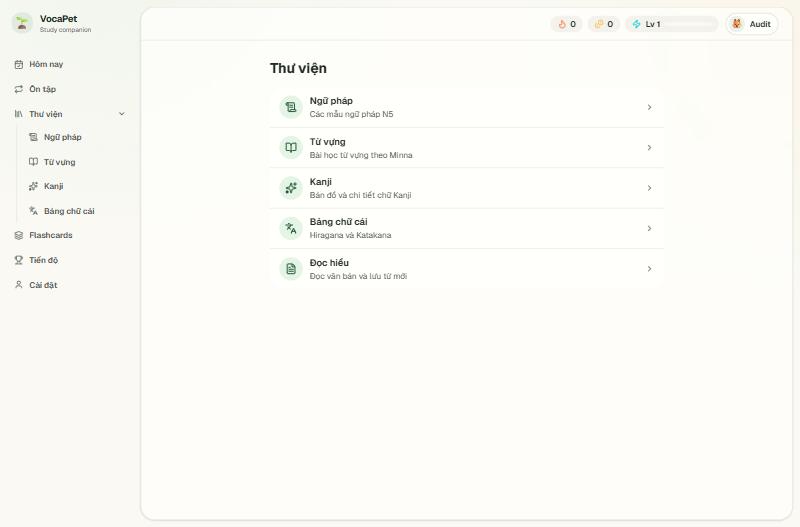 VocaPet
Study companion
Hôm nay
Ôn tập
Thư viện
Ngữ pháp
Từ vựng
Kanji
Bảng chữ cái
Flashcards
Tiến độ
Cài đặt
0
0
Lv 1
Audit
Thư viện
Ngữ pháp
Các mẫu ngữ pháp N5
Từ vựng
Bài học từ vựng theo Minna
Kanji
Bản đồ và chi tiết chữ Kanji
Bảng chữ cái
Hiragana và Katakana
Đọc hiểu
Đọc văn bản và lưu từ mới